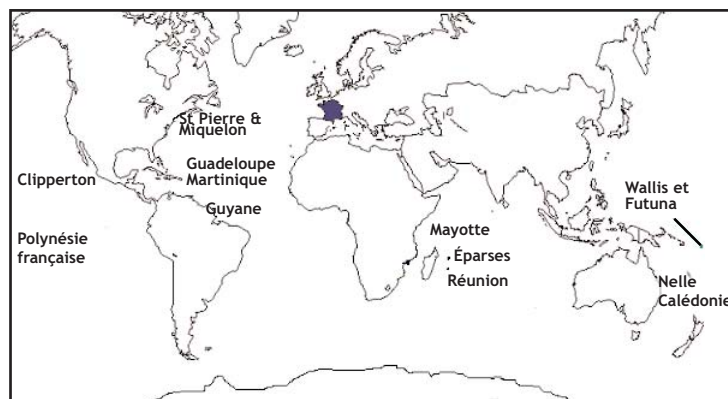 St Pierre &
Miquelon
Guadeloupe
Martinique
Clipperton
Guyane
Polynésie
française
Mayotte
Éparses
Réunion
Wallis et
Futuna
Nelle
Calédonie